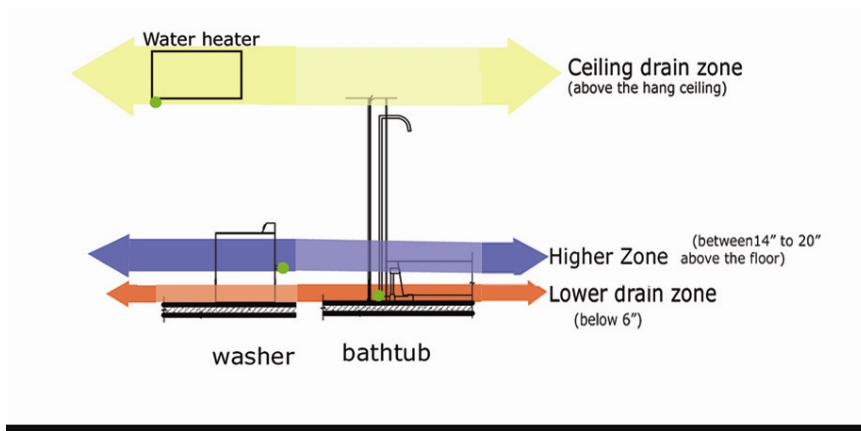 Water heater
Ceiling drain zone
(above the hang ceiling)
(between14" to 20"
Higher Zone above the floor)
Lower drain zone
(below 6")
washer bathtub